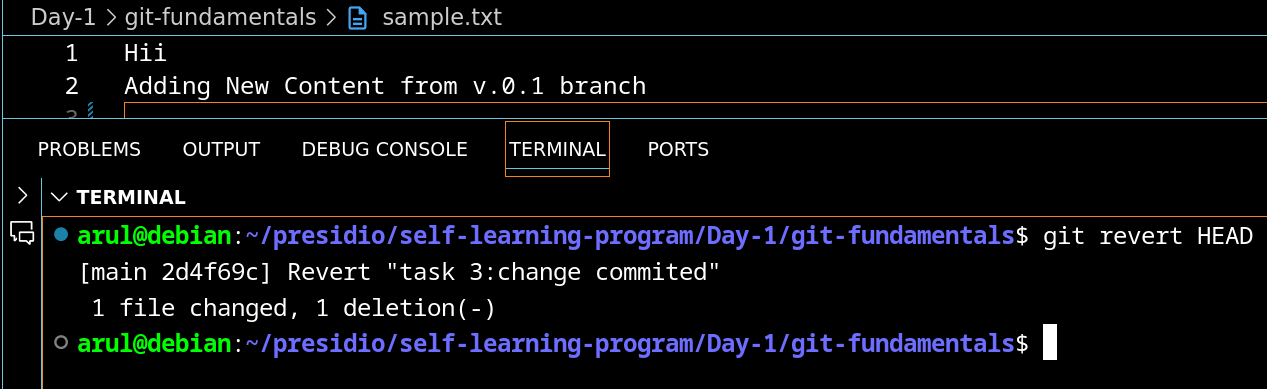 Day-1 > git-fundamentals > sample.txt
1 Hii
2 Adding New Content from v.0.1 branch
3
PROBLEMS OUTPUT DEBUG CONSOLE TERMINAL PORTS
TERMINAL
arul@debian:~/presidio/self-learning-program/Day-1/git-fundamentals$ git revert HEAD
[main 2d4f69c] Revert "task 3:change commited"
1 file changed, 1 deletion(-)
arul@debian:~/presidio/self-learning-program/Day-1/git-fundamentals$